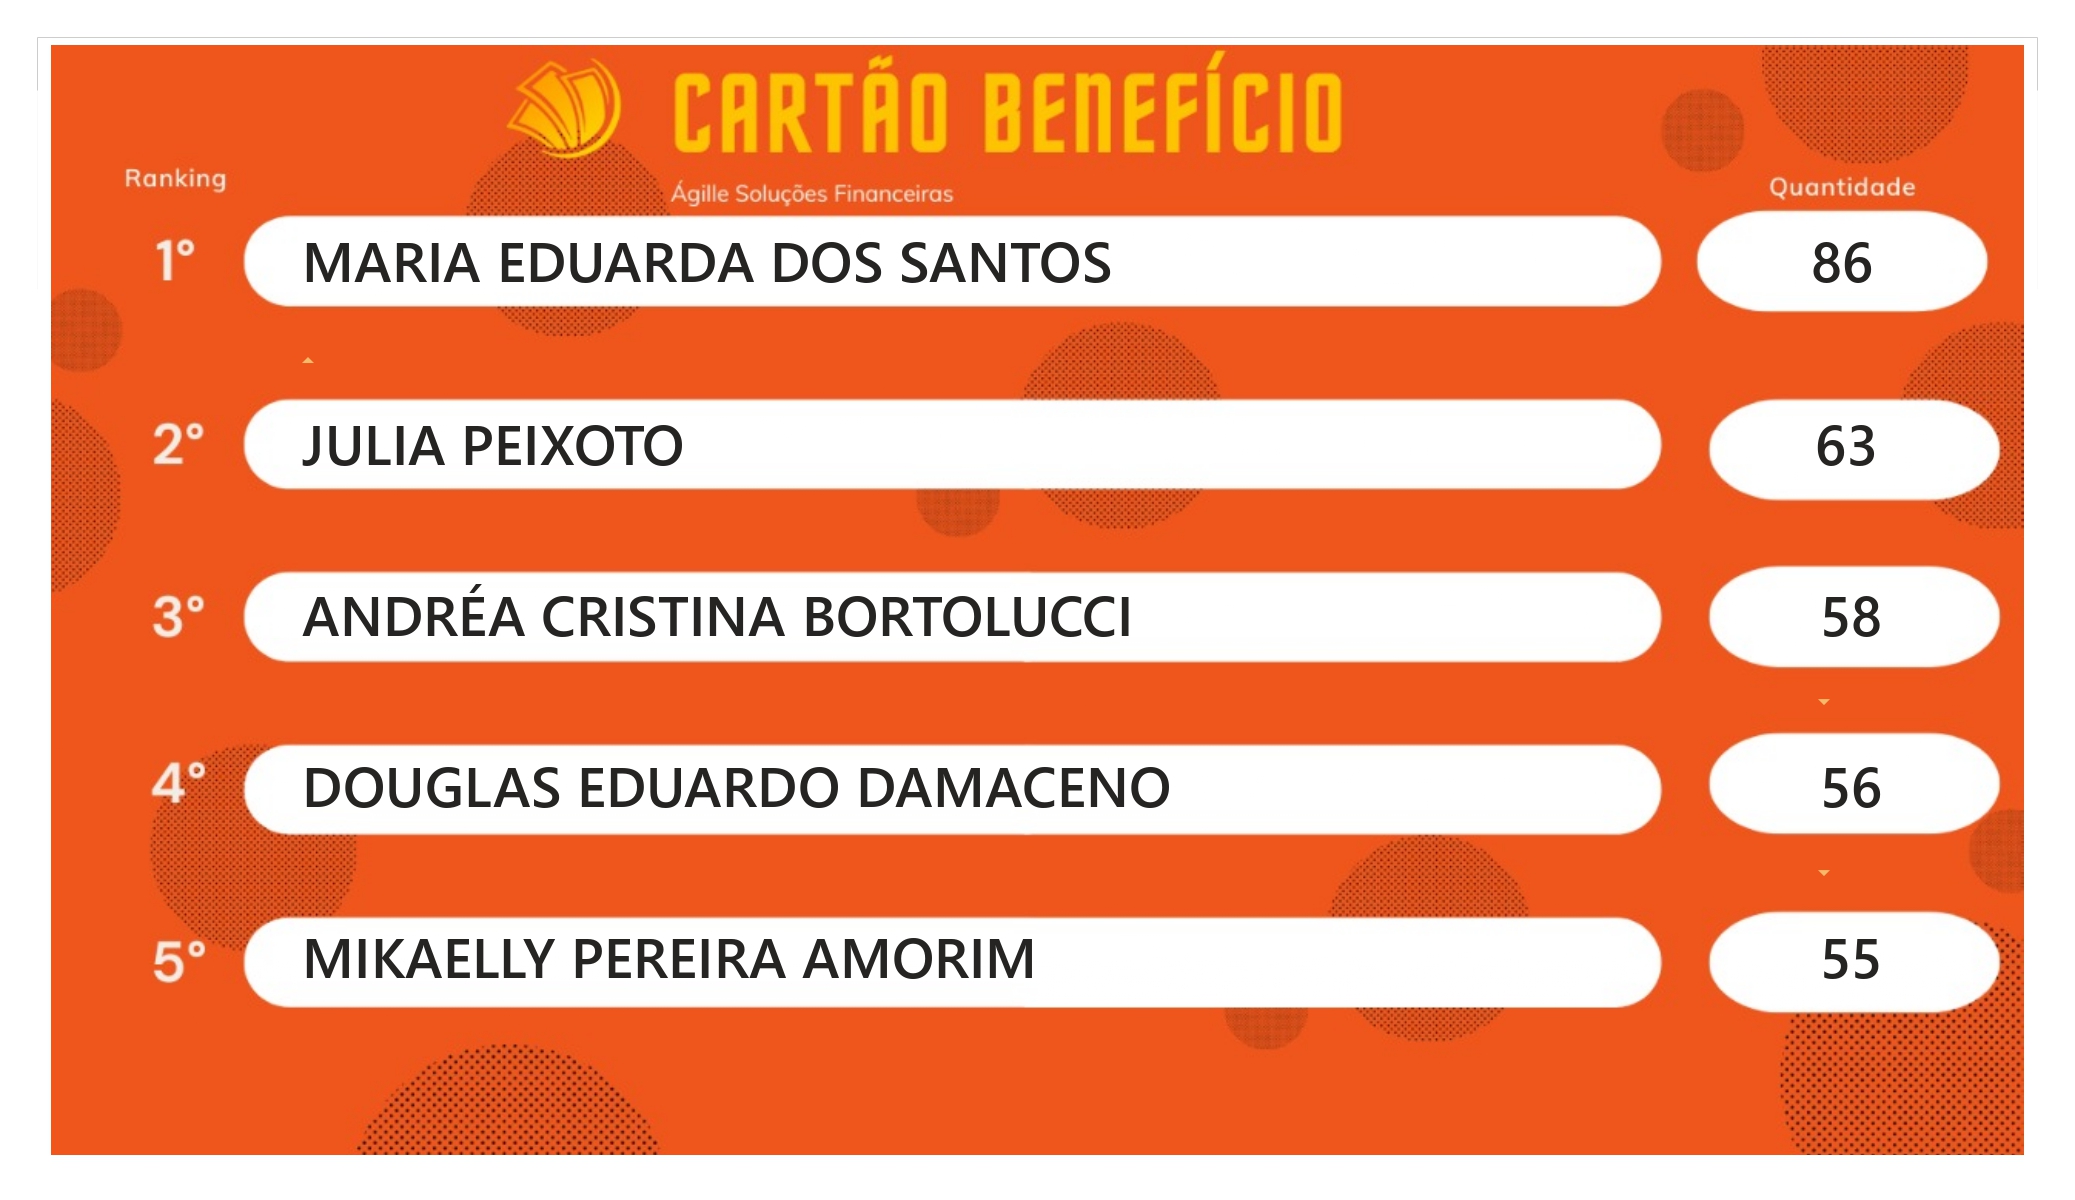 CARTÃO BENEFÍCIO
Ranking
Ágille Soluções Financeiras
Quantidade
1° MARIA EDUARDA DOS SANTOS 86
2° JULIA PEIXOTO 63
3° ANDRÉA CRISTINA BORTOLUCCI 58
4° DOUGLAS EDUARDO DAMACENO 56
5° MIKAELLY PEREIRA AMORIM 55